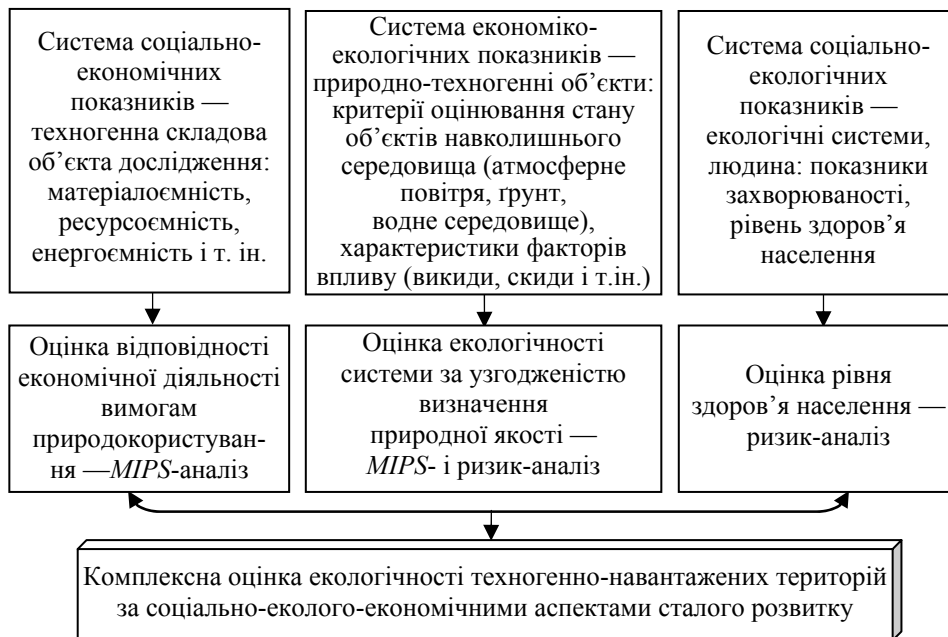 Система соціально-
економічних
показників —
техногенна складова
об’єкта дослідження:
матеріалоємність,
ресурсоємність,
енергоємність і т. ін.
Система економіко-
екологічних показників —
природно-техногенні об’єкти:
критерії оцінювання стану
об’єктів навколишнього
середовища (атмосферне
повітря, ґрунт,
водне середовище),
характеристики факторів
впливу (викиди, скиди і т.ін.)
Система соціально-
екологічних
показників —
екологічні системи,
людина: показники
захворюваності,
рівень здоров’я
населення
Оцінка відповідності
економічної діяльності
вимогам
природокористуван-
ня —MIPS-аналіз
Оцінка екологічності
системи за узгодженістю
визначення
природної якості —
MIPS- і ризик-аналіз
Оцінка рівня
здоров’я населення —
ризик-аналіз
Комплексна оцінка екологічності техногенно-навантажених територій
за соціально-еколого-економічними аспектами сталого розвитку